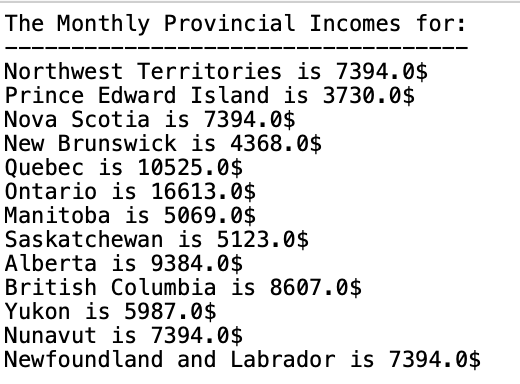 The Monthly Provincial Incomes for:
-----------------------------------
Northwest Territories is 7394.0$
Prince Edward Island is 3730.0$
Nova Scotia is 7394.0$
New Brunswick is 4368.0$
Quebec is 10525.0$
Ontario is 16613.0$
Manitoba is 5069.0$
Saskatchewan is 5123.0$
Alberta is 9384.0$
British Columbia is 8607.0$
Yukon is 5987.0$
Nunavut is 7394.0$
Newfoundland and Labrador is 7394.0$